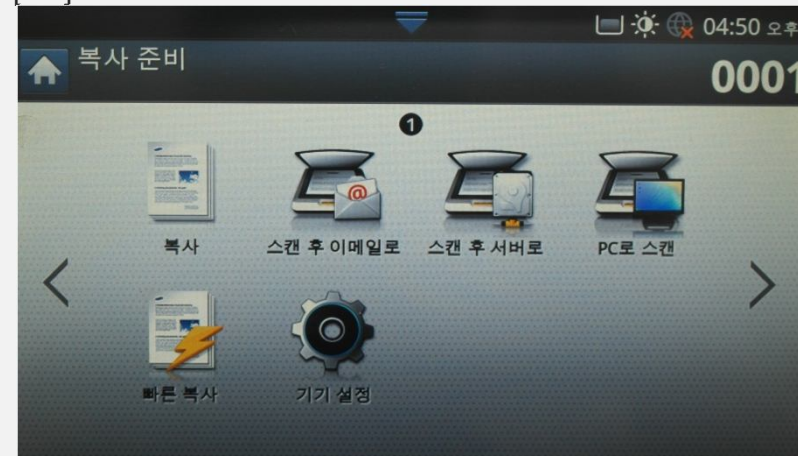 04:50 오후
복사 준비
0001
1
복사
스캔 후 이메일로
스캔 후 서버로
PC로 스캔
빠른 복사
기기 설정